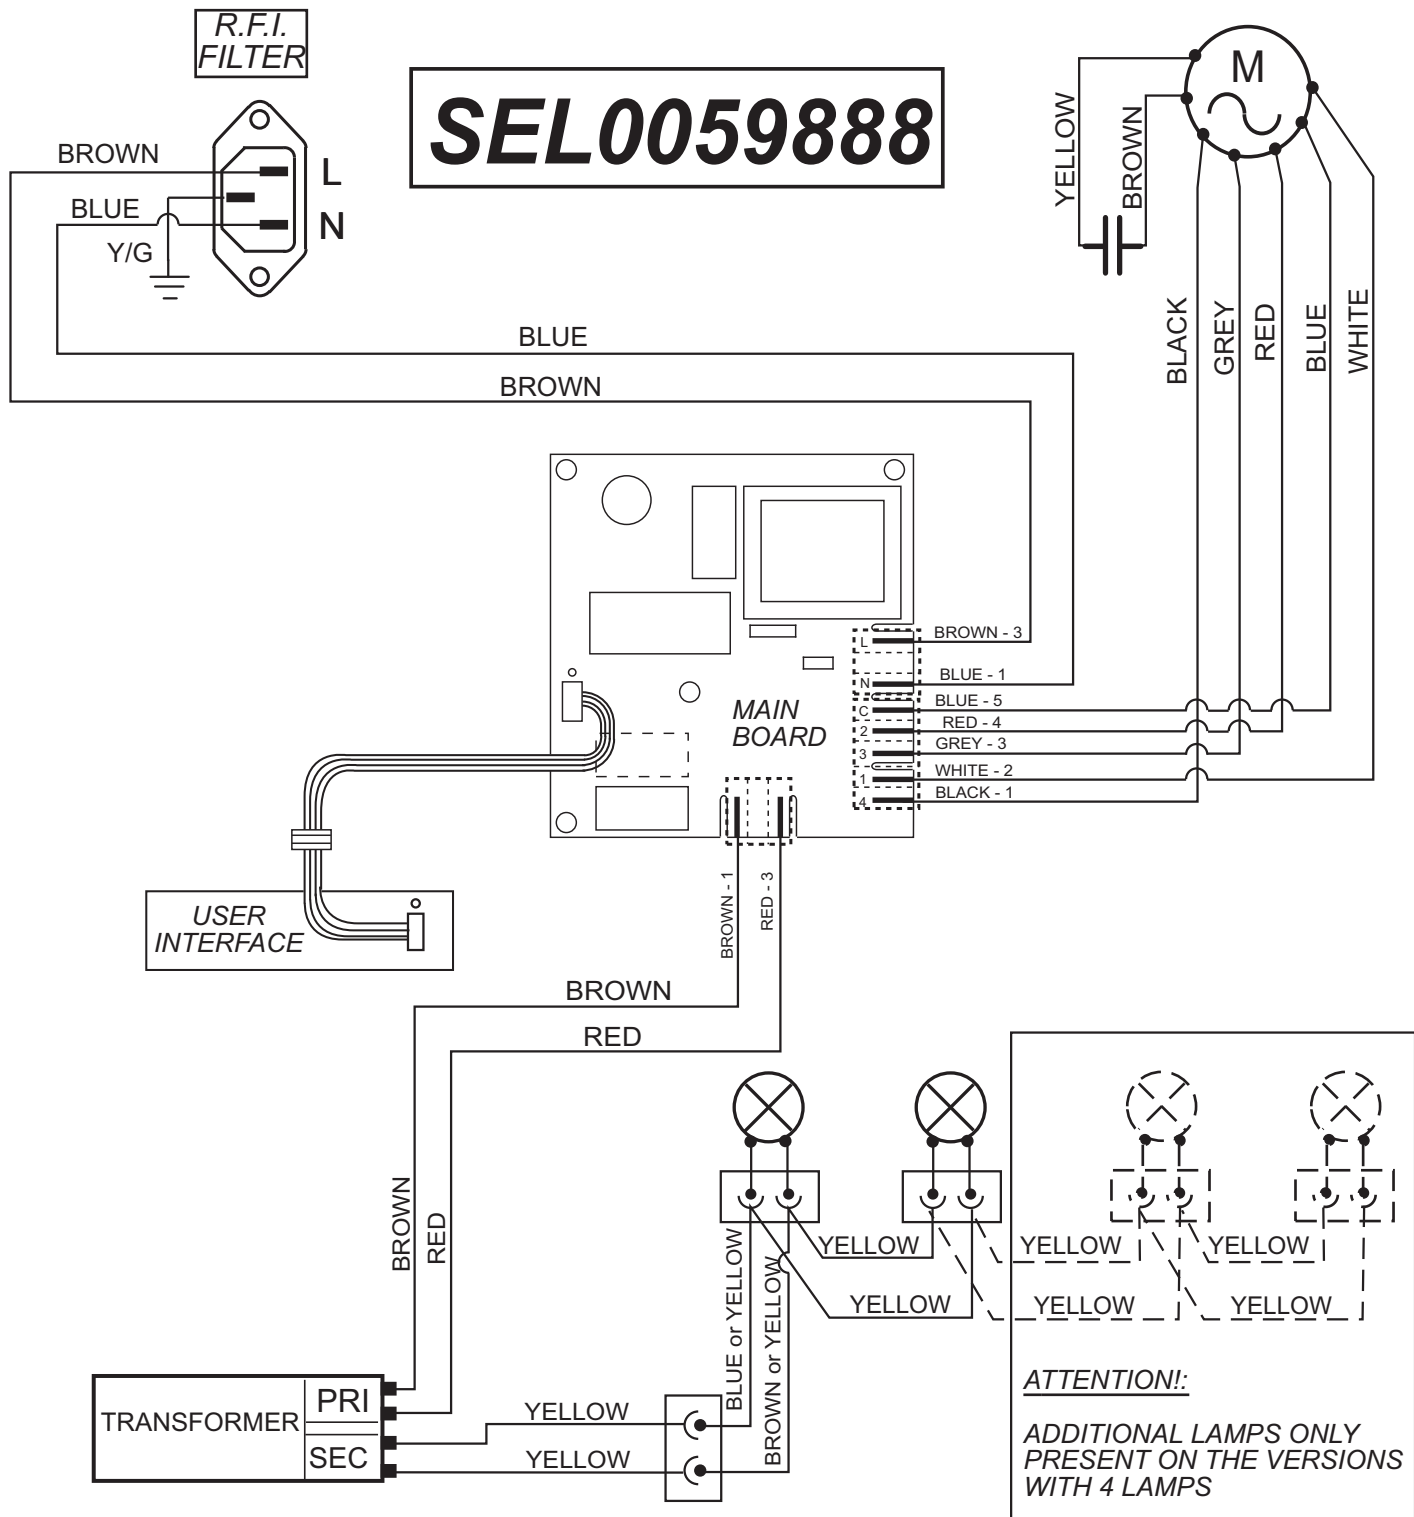 R.F.I.
FILTER
SEL0059888
M
BROWN
L
BLUE
N
Y/G
YELLOW
BROWN
BLACK
GREY
RED
BLUE
WHITE
BLUE
BROWN
L
BROWN - 3
N
BLUE - 1
C
BLUE - 5
2
RED - 4
3
GREY - 3
1
WHITE - 2
4
BLACK - 1
MAIN
BOARD
BROWN - 1
RED - 3
USER
INTERFACE
BROWN
RED
BROWN
RED
YELLOW
YELLOW
YELLOW
YELLOW
YELLOW
YELLOW
BLUE or YELLOW
BROWN or YELLOW
TRANSFORMER
PRI
SEC
YELLOW
YELLOW
ATTENTION!:
ADDITIONAL LAMPS ONLY
PRESENT ON THE VERSIONS
WITH 4 LAMPS